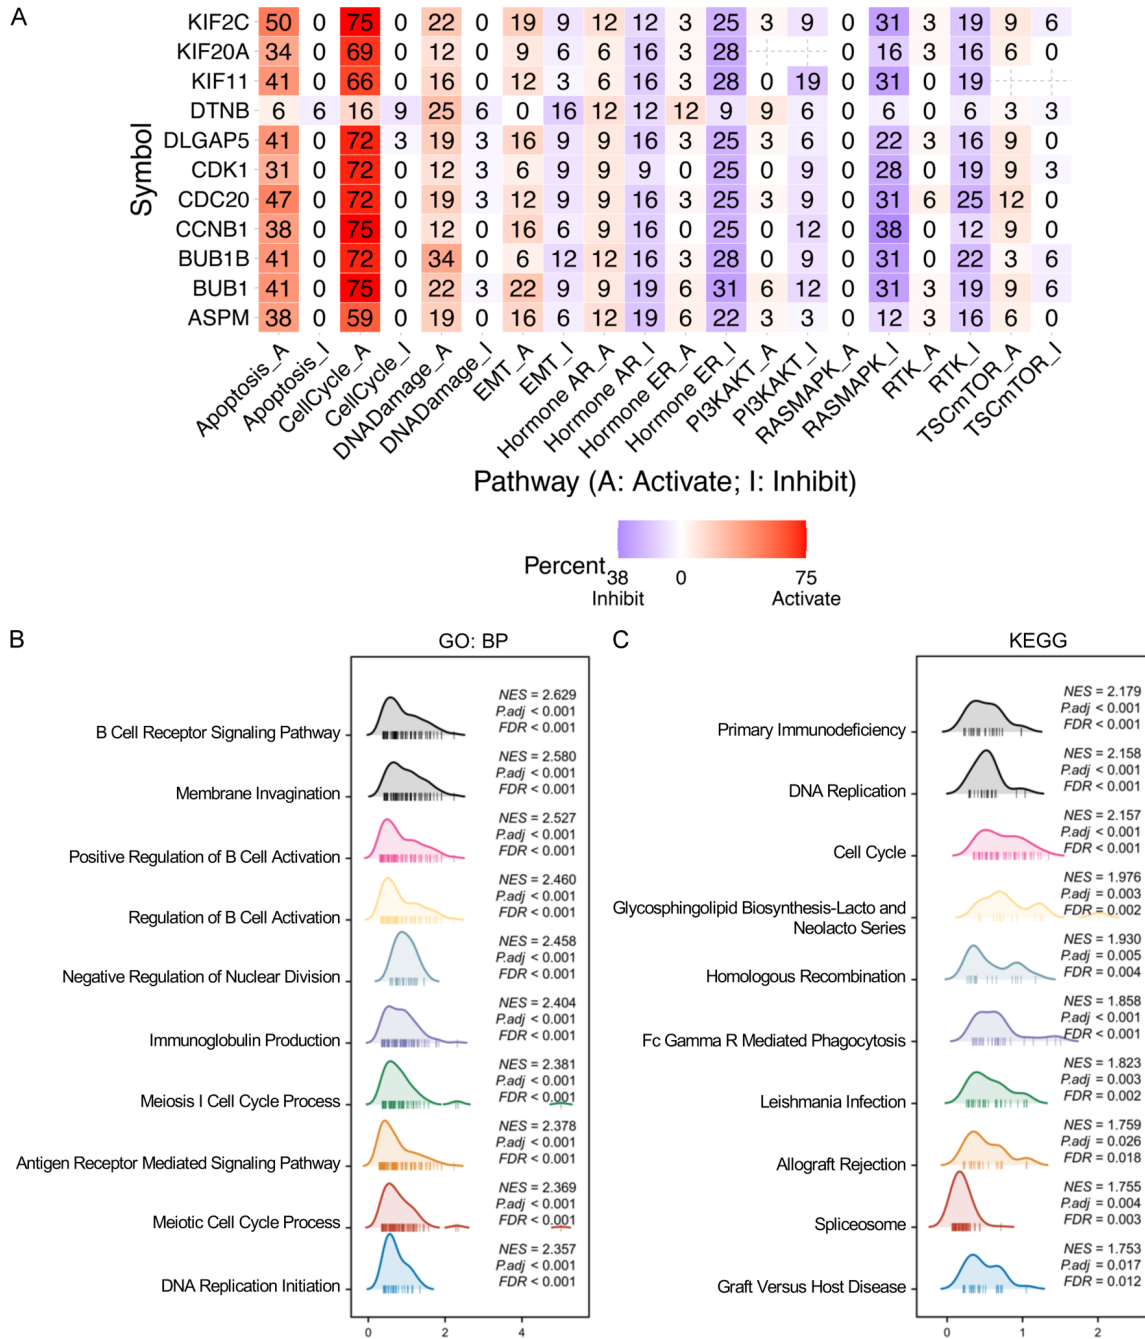 A
Symbol
KIF2C 50 0 75 0 22 0 19 9 12 12 3 25 3 9 0 31 3 19 9 6
KIF20A 34 0 69 0 12 0 9 6 6 16 3 28 0 16 3 16 6 0
KIF11 41 0 66 0 16 0 12 3 6 16 3 28 0 19 0 31 0 19
DTNB 6 6 16 9 25 6 0 16 12 12 12 9 9 6 0 6 0 6 3 3
DLGAP5 41 0 72 3 19 3 16 9 9 16 3 25 3 6 0 22 3 16 9 0
CDK1 31 0 72 0 12 3 6 9 9 9 0 25 0 9 0 28 0 19 9 3
CDC20 47 0 72 0 19 3 12 9 9 16 3 25 3 9 0 31 6 25 12 0
CCNB1 38 0 75 0 12 0 16 6 9 16 0 25 0 12 0 38 0 12 9 0
BUB1B 41 0 72 0 34 0 6 12 12 16 3 28 0 9 0 31 0 22 3 6
BUB1 41 0 75 0 22 3 22 9 9 19 6 31 6 12 0 31 3 19 9 6
ASPM 38 0 59 0 19 0 16 6 12 19 6 22 3 3 0 12 3 16 6 0
Apoptosis_A
Apoptosis_I
CellCycle_A
CellCycle_I
DNADamage_A
DNADamage_I
EMT_A
EMT_I
Hormone AR_A
Hormone AR_I
Hormone ER_A
Hormone ER_I
PI3KAKT_A
PI3KAKT_I
RASMAPK_A
RASMAPK_I
RTK_A
RTK_I
TSCmTOR_A
TSCmTOR_I
Pathway (A: Activate; I: Inhibit)
Percent
38 0 75
Inhibit Activate
B
GO: BP
B Cell Receptor Signaling Pathway
NES = 2.629
P.adj < 0.001
FDR < 0.001
Membrane Invagination
NES = 2.580
P.adj < 0.001
FDR < 0.001
Positive Regulation of B Cell Activation
NES = 2.527
P.adj < 0.001
FDR < 0.001
Regulation of B Cell Activation
NES = 2.460
P.adj < 0.001
FDR < 0.001
Negative Regulation of Nuclear Division
NES = 2.458
P.adj < 0.001
FDR < 0.001
Immunoglobulin Production
NES = 2.404
P.adj < 0.001
FDR < 0.001
Meiosis I Cell Cycle Process
NES = 2.381
P.adj < 0.001
FDR < 0.001
Antigen Receptor Mediated Signaling Pathway
NES = 2.378
P.adj < 0.001
FDR < 0.001
Meiotic Cell Cycle Process
NES = 2.369
P.adj < 0.001
FDR < 0.001
DNA Replication Initiation
NES = 2.357
P.adj < 0.001
FDR < 0.001
0 2 4
C
KEGG
Primary Immunodeficiency
NES = 2.179
P.adj < 0.001
FDR < 0.001
DNA Replication
NES = 2.158
P.adj < 0.001
FDR < 0.001
Cell Cycle
NES = 2.157
P.adj < 0.001
FDR < 0.001
Glycosphingolipid Biosynthesis-Lacto and
Neolacto Series
NES = 1.976
P.adj = 0.003
FDR = 0.002
Homologous Recombination
NES = 1.930
P.adj = 0.005
FDR = 0.004
Fc Gamma R Mediated Phagocytosis
NES = 1.858
P.adj < 0.001
FDR < 0.001
Leishmania Infection
NES = 1.823
P.adj = 0.003
FDR = 0.002
Allograft Rejection
NES = 1.759
P.adj = 0.026
FDR = 0.018
Spliceosome
NES = 1.755
P.adj = 0.004
FDR = 0.003
Graft Versus Host Disease
NES = 1.753
P.adj = 0.017
FDR = 0.012
0 1 2